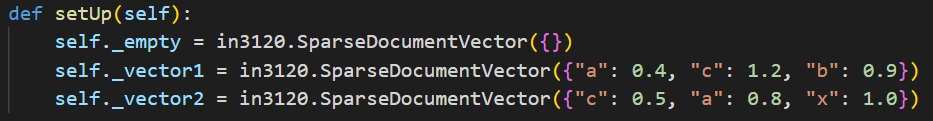 def setUp(self):
    self._empty = in3120.SparseDocumentVector({})
    self._vector1 = in3120.SparseDocumentVector({"a": 0.4, "c": 1.2, "b": 0.9})
    self._vector2 = in3120.SparseDocumentVector({"c": 0.5, "a": 0.8, "x": 1.0})